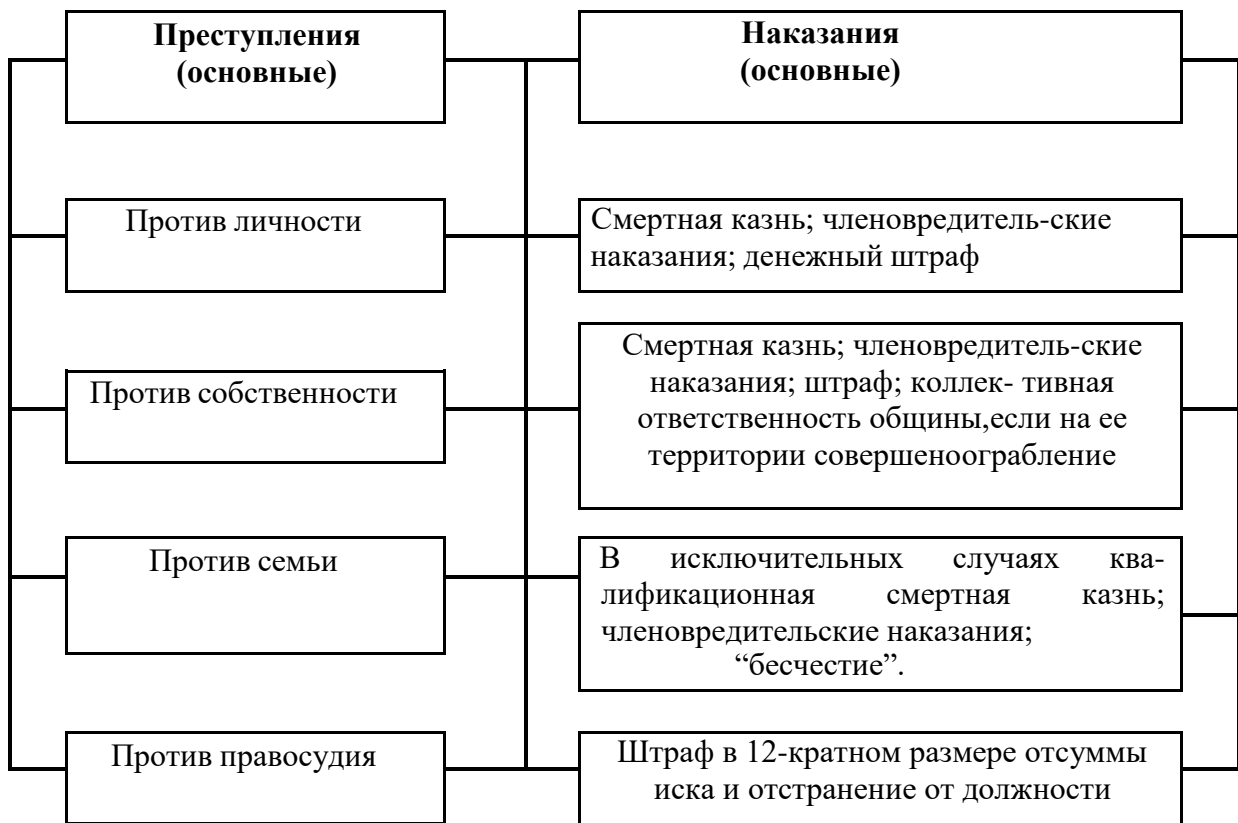 Преступления
(основные)
Наказания
(основные)
Против личности
Смертная казнь; членовредитель-ские
наказания; денежный штраф
Против собственности
Смертная казнь; членовредитель-ские
наказания; штраф; коллек- тивная
ответственность общины,если на ее
территории совершеноограбление
Против семьи
В исключительных случаях ква-
лификационная смертная казнь;
членовредительские наказания;
“бесчестие”.
Против правосудия
Штраф в 12-кратном размере отсуммы
иска и отстранение от должности